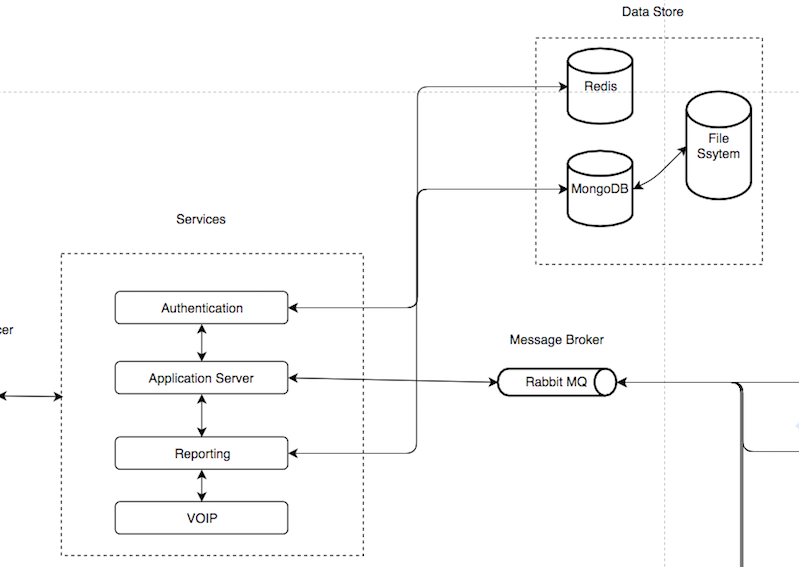 Data Store
Redis
File
Ssytem
MongoDB
Services
Authentication
cer
Message Broker
Application Server
Rabbit MQ
Reporting
VOIP